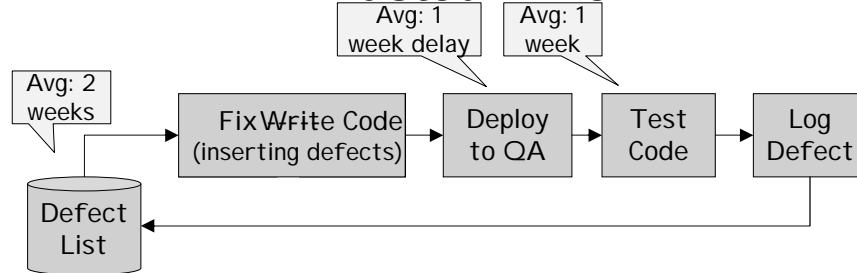 Avg: 1
week delay
Avg: 1
week
Avg: 2
weeks
Fix Write Code
(inserting defects)
Deploy
to QA
Test
Code
Log
Defect
Defect
List